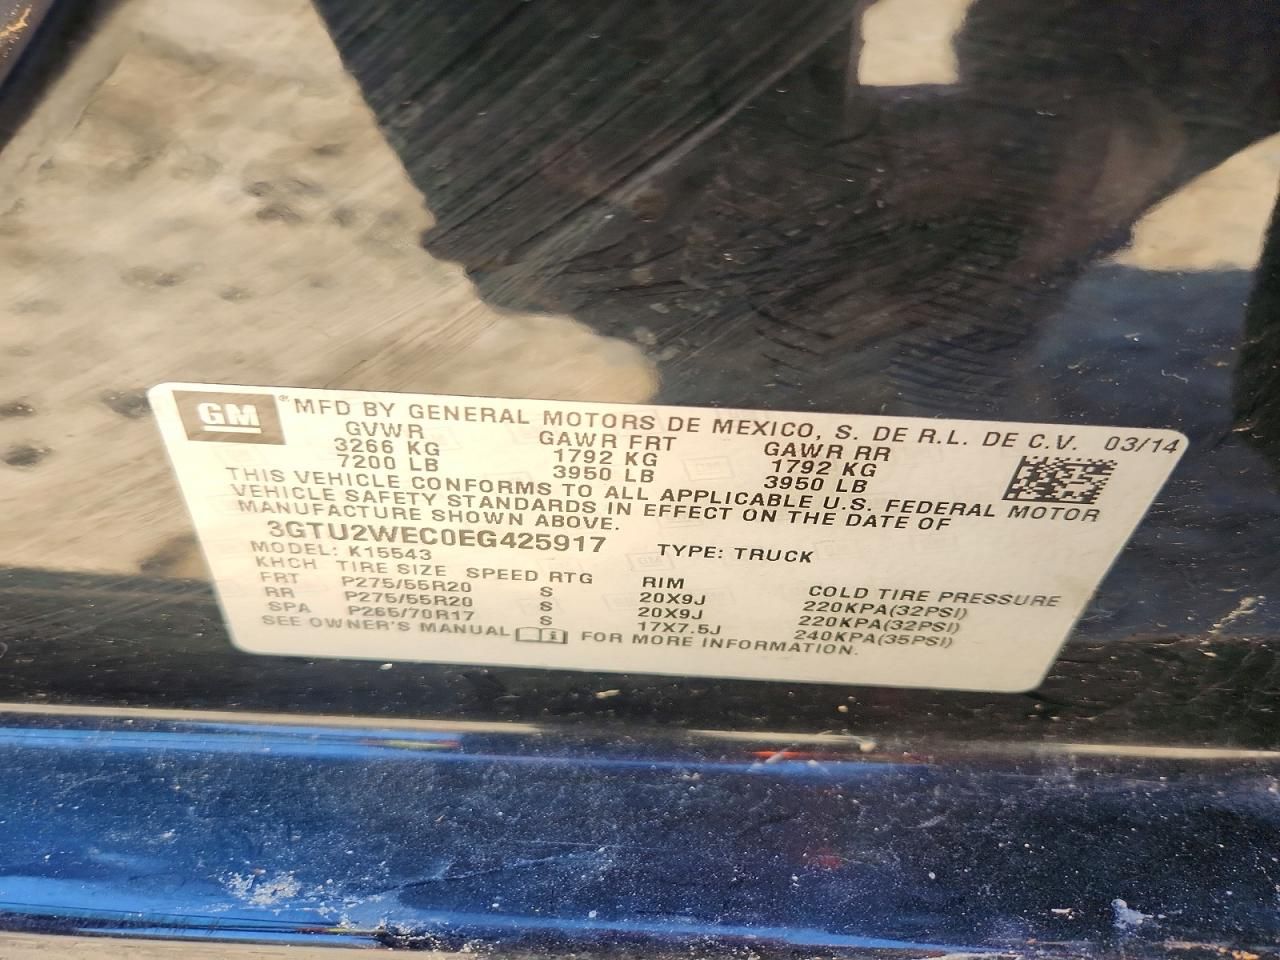 GM ® MFD BY GENERAL MOTORS DE MEXICO, S. DE R.L. DE C.V. 03/14
GVWR GAWR FRT GAWR RR
3266 KG 1792 KG 1792 KG
7200 LB 3950 LB 3950 LB
THIS VEHICLE CONFORMS TO ALL APPLICABLE U.S. FEDERAL MOTOR
VEHICLE SAFETY STANDARDS IN EFFECT ON THE DATE OF
MANUFACTURE SHOWN ABOVE.
3GTU2WEC0EG425917 TYPE: TRUCK
MODEL: K15543
KHCH TIRE SIZE SPEED RTG RIM COLD TIRE PRESSURE
FRT P275/55R20 S 20X9J 220KPA(32PSI)
RR P275/55R20 S 20X9J 220KPA(32PSI)
SPA P265/70R17 S 17X7.5J 240KPA(35PSI)
SEE OWNER'S MANUAL FOR MORE INFORMATION.